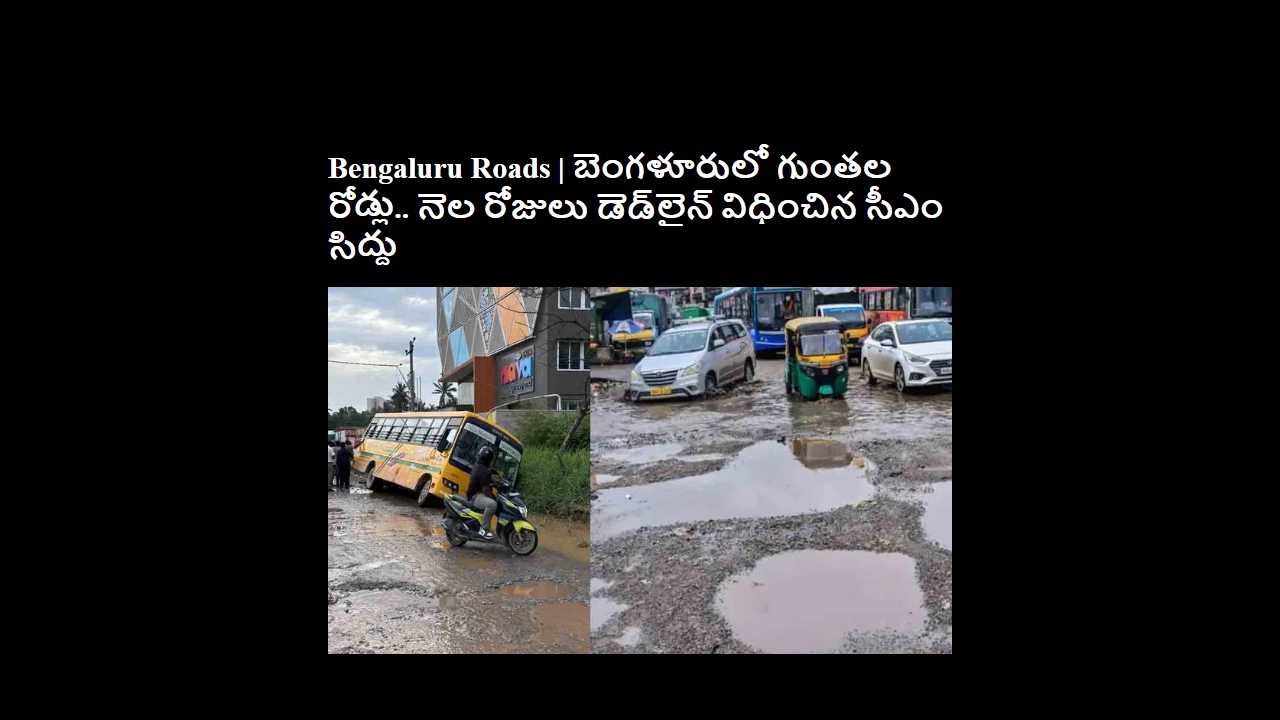 Bengaluru Roads | బెంగళూరులో గుంతల
రోడ్లు.. నెల రోజులు డెడ్‌లైన్ విధించిన సీఎం
సిద్దు